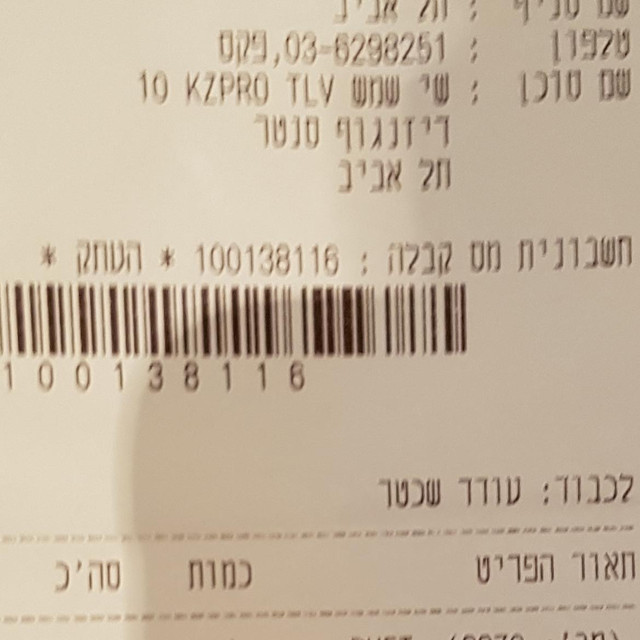 שם סניף : תל אביב
טלפון : 03-6298251,פקס
שם סוכן : שי שמש KZPRO TLV 10
דיזנגוף סנטר
תל אביב
חשבונית מס קבלה : 100138116 * העתק *
100138116
לכבוד: עודד שכטר
תאור הפריט כמות סה'כ